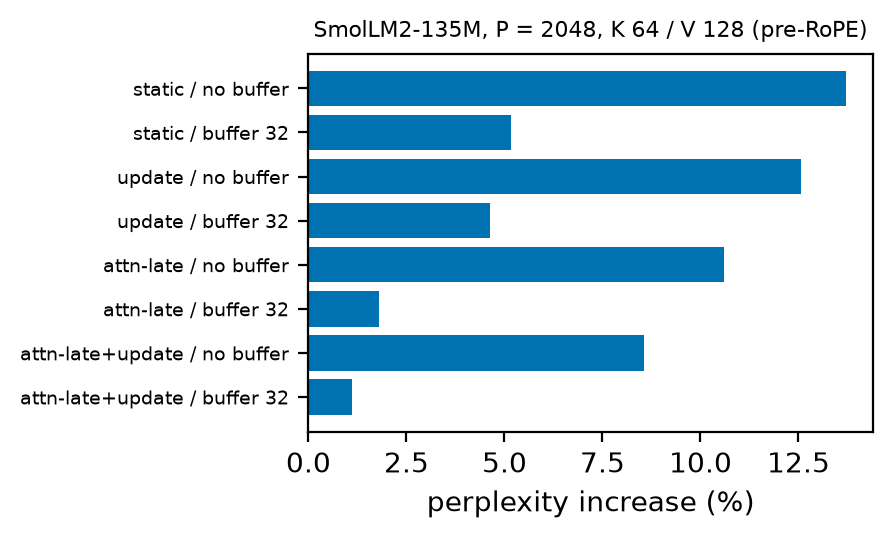 SmolLM2-135M, P = 2048, K 64 / V 128 (pre-RoPE)
static / no buffer
static / buffer 32
update / no buffer
update / buffer 32
attn-late / no buffer
attn-late / buffer 32
attn-late+update / no buffer
attn-late+update / buffer 32
0.0 2.5 5.0 7.5 10.0 12.5
perplexity increase (%)